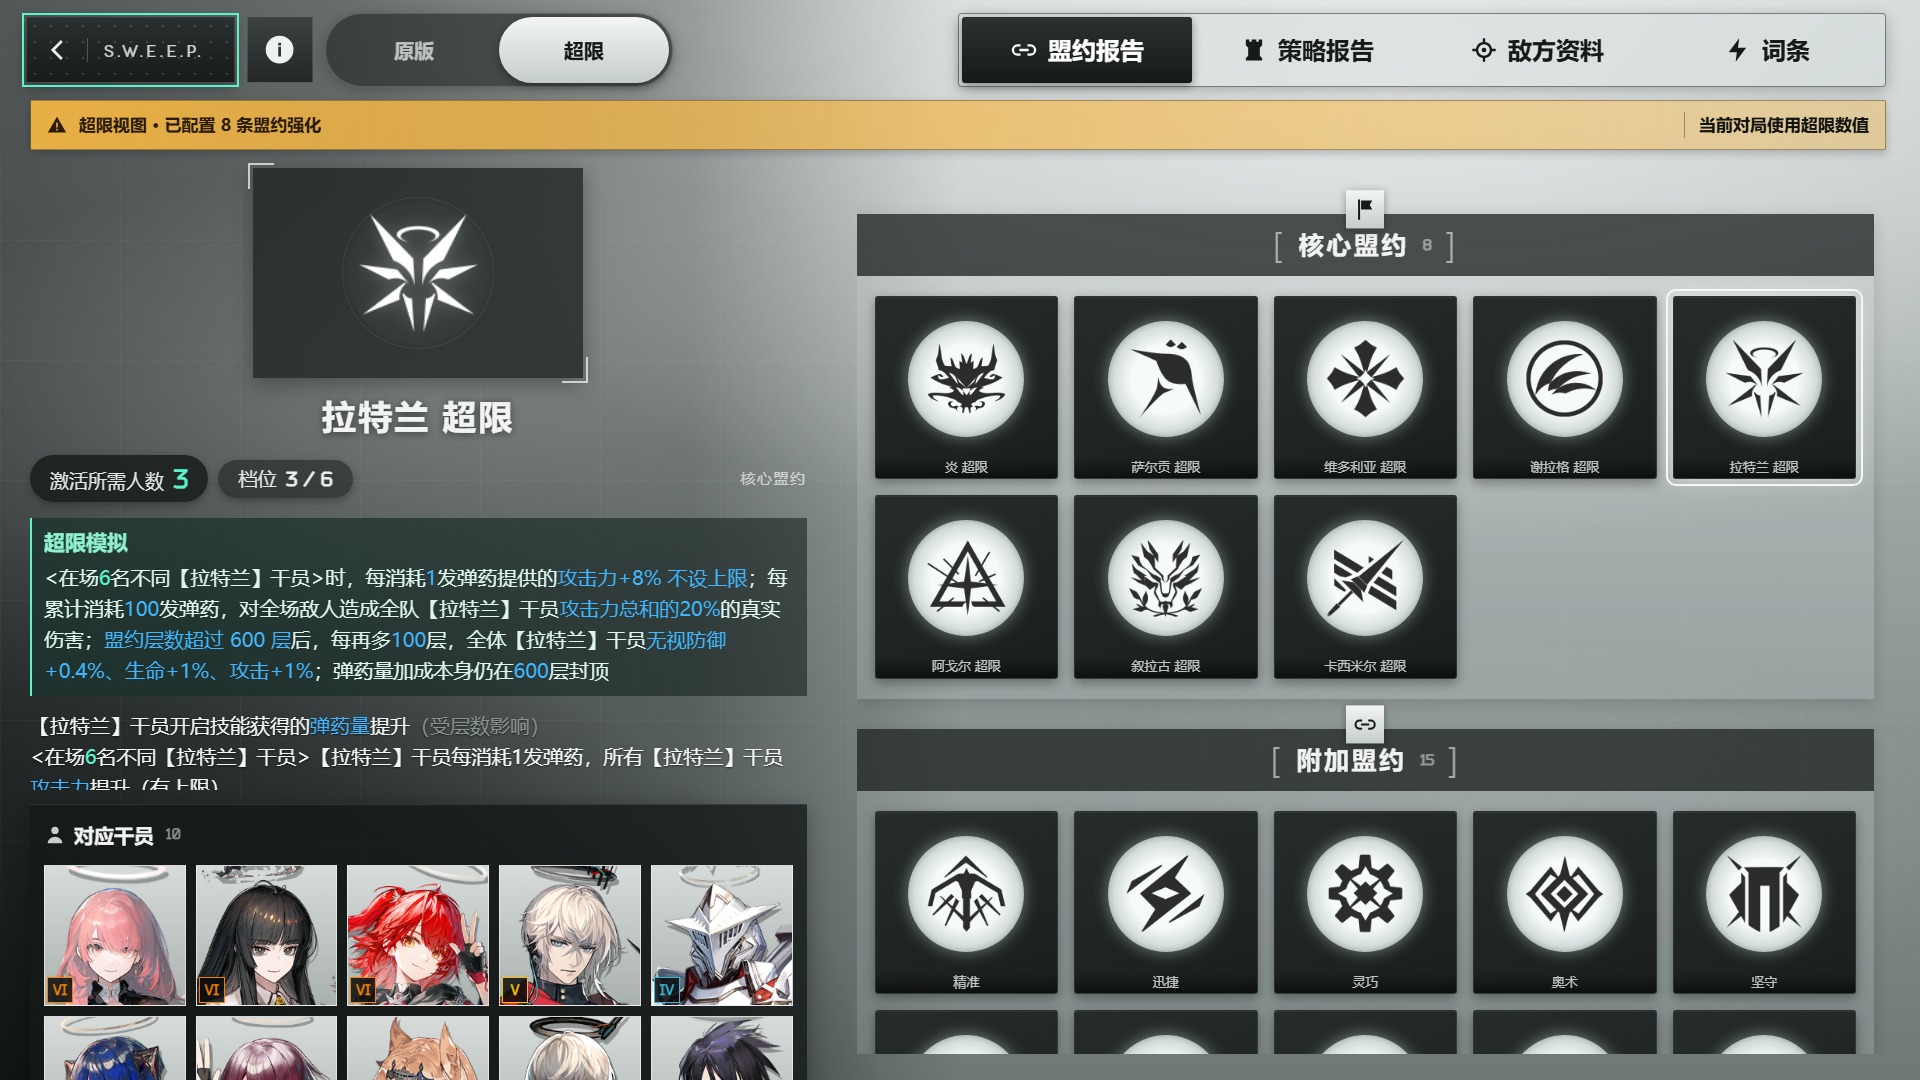 S.W.E.E.P.
原版
超限
盟约报告
策略报告
敌方资料
词条
超限视图·已配置 8 条盟约强化
当前对局使用超限数值
拉特兰 超限
激活所需人数 3
档位 3/6
核心盟约
超限模拟
<在场6名不同【拉特兰】干员>时，每消耗1发弹药提供的攻击力+8% 不设上限；每
累计消耗100发弹药，对全场敌人造成全队【拉特兰】干员攻击力总和的20%的真实
伤害；盟约层数超过 600 层后，每再多100层，全体【拉特兰】干员无视防御
+0.4%、生命+1%、攻击+1%；弹药量加成本身仍在600层封顶
【拉特兰】干员开启技能获得的弹药量提升（受层数影响）
<在场6名不同【拉特兰】干员>【拉特兰】干员每消耗1发弹药，所有【拉特兰】干员
攻击力提升（有上限）
对应干员 10
VI
VI
VI
V
IV
[ 核心盟约 8 ]
炎 超限
萨尔贡 超限
维多利亚 超限
谢拉格 超限
拉特兰 超限
阿戈尔 超限
叙拉古 超限
卡西米尔 超限
[ 附加盟约 15 ]
精准
迅捷
灵巧
奥术
坚守